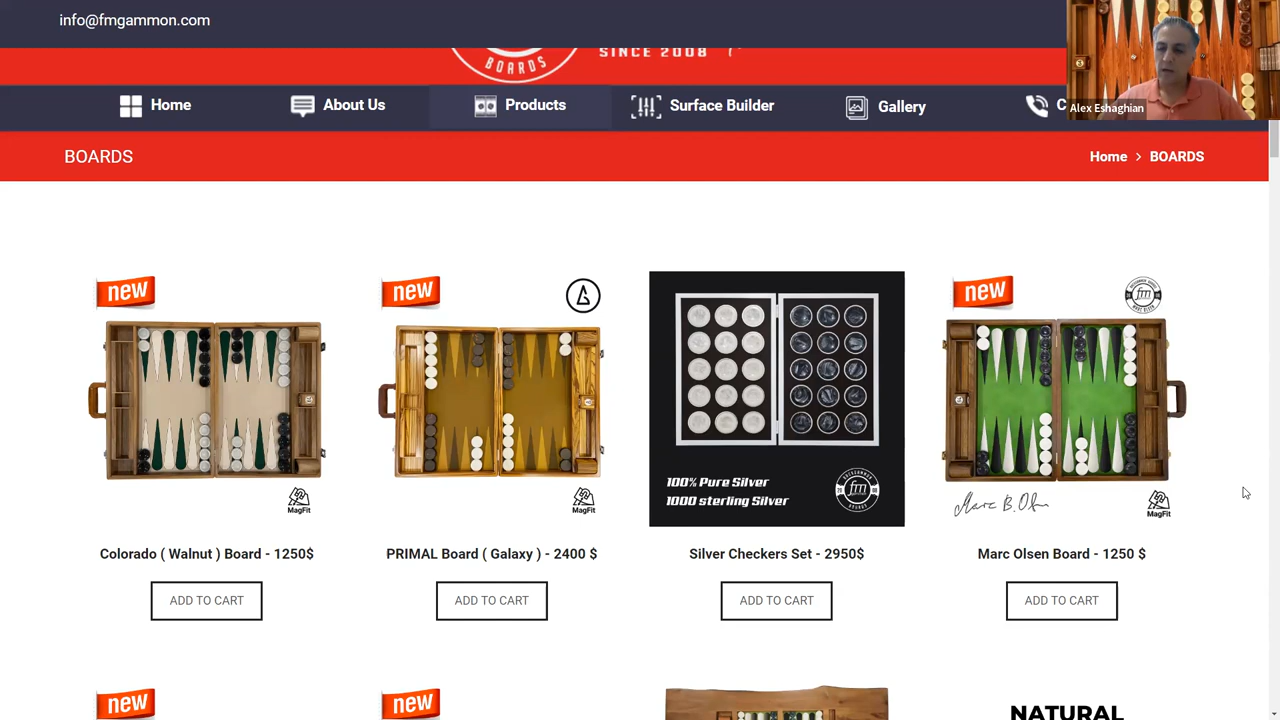 info@fmgammon.com
SINCE 2008
BOARDS
Home
About Us
Products
Surface Builder
Gallery
Alex Eshaghian
BOARDS
Home > BOARDS
new
new
new
fm
MagFit
MagFit
100% Pure Silver
1000 sterling Silver
fm
Marc B. Olsen
MagFit
Colorado ( Walnut ) Board - 1250$
PRIMAL Board ( Galaxy ) - 2400 $
Silver Checkers Set - 2950$
Marc Olsen Board - 1250 $
ADD TO CART
ADD TO CART
ADD TO CART
ADD TO CART
new
new
NATURAL